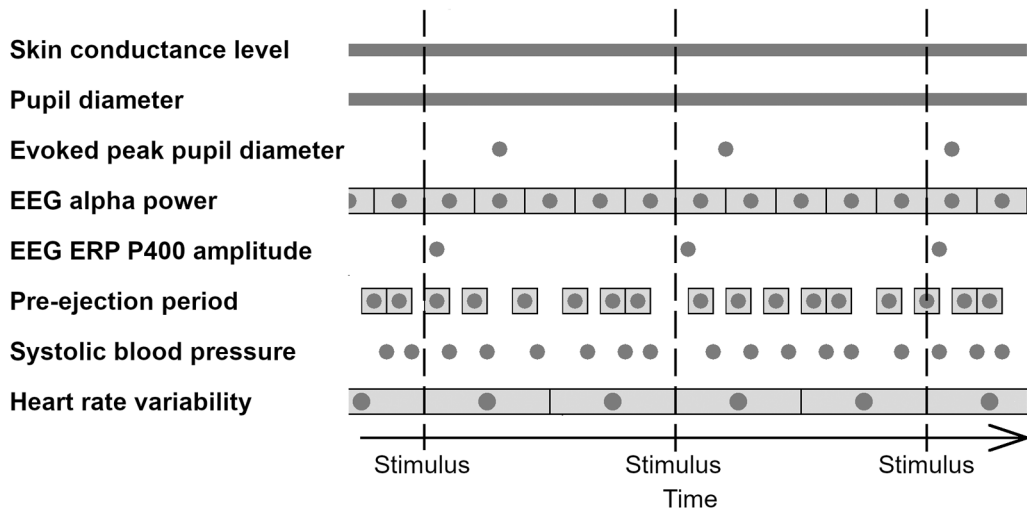 Skin conductance level
Pupil diameter
Evoked peak pupil diameter
EEG alpha power
EEG ERP P400 amplitude
Pre-ejection period
Systolic blood pressure
Heart rate variability
Stimulus Stimulus Stimulus
Time